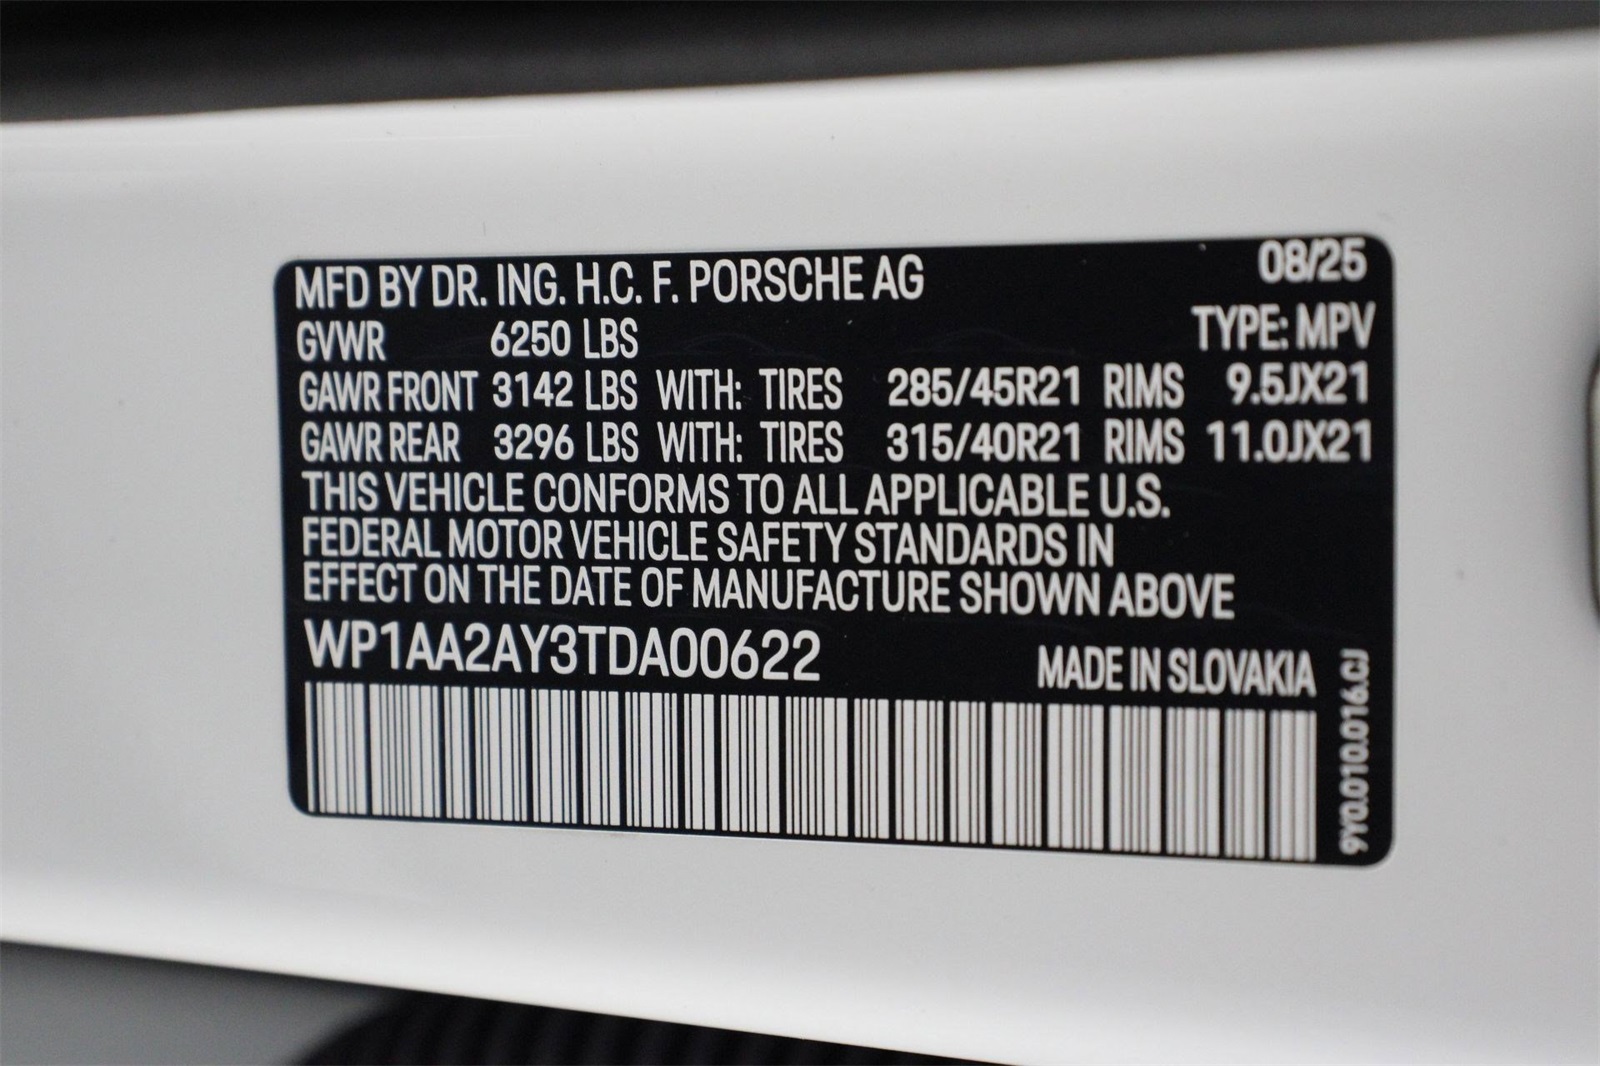 MFD BY DR. ING. H.C. F. PORSCHE AG 08/25
GVWR 6250 LBS TYPE: MPV
GAWR FRONT 3142 LBS WITH: TIRES 285/45R21 RIMS 9.5JX21
GAWR REAR 3296 LBS WITH: TIRES 315/40R21 RIMS 11.0JX21
THIS VEHICLE CONFORMS TO ALL APPLICABLE U.S.
FEDERAL MOTOR VEHICLE SAFETY STANDARDS IN
EFFECT ON THE DATE OF MANUFACTURE SHOWN ABOVE
WP1AA2AY3TDA00622 MADE IN SLOVAKIA
9Y0.010.016.CJ